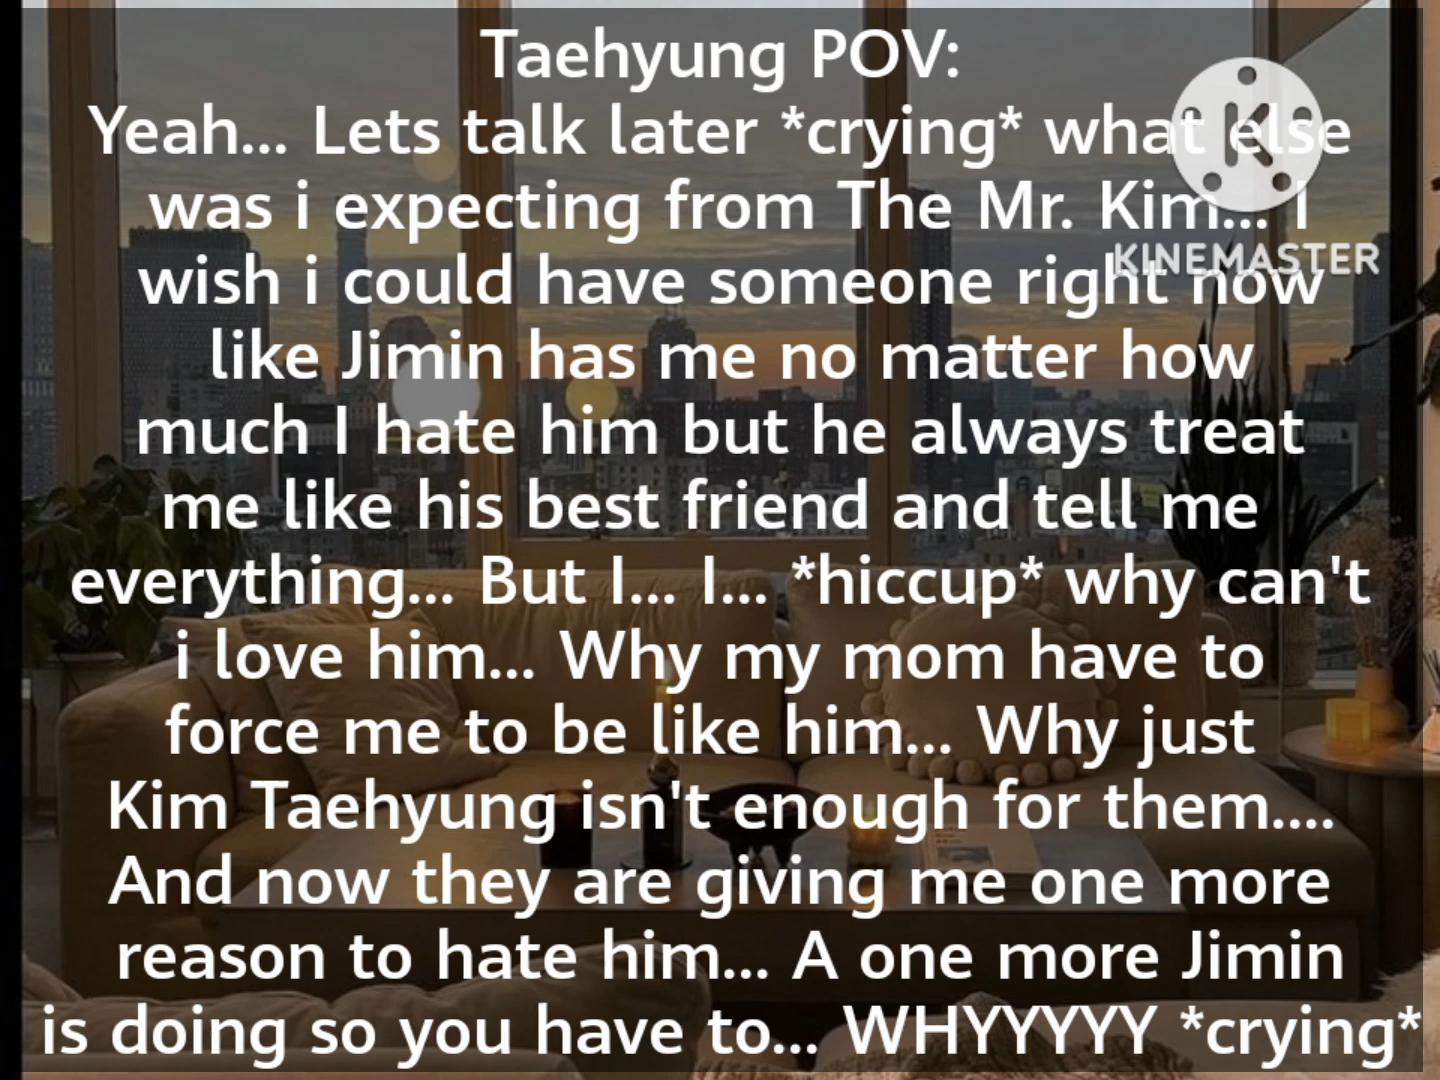 Taehyung POV:
Yeah... Lets talk later *crying* what else
was i expecting from The Mr. Kim... I
wish i could have someone right now
like Jimin has me no matter how
much I hate him but he always treat
me like his best friend and tell me
everything... But I... I... *hiccup* why can't
i love him... Why my mom have to
force me to be like him... Why just
Kim Taehyung isn't enough for them....
And now they are giving me one more
reason to hate him... A one more Jimin
is doing so you have to... WHYYYYY *crying*
K
KINEMASTER